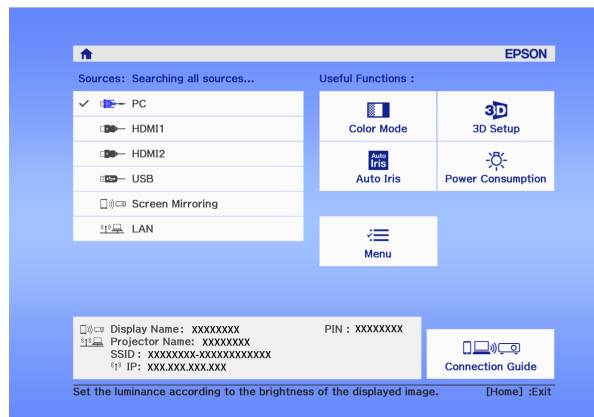 EPSON
Sources: Searching all sources...
Useful Functions :
PC
HDMI1
HDMI2
USB
Screen Mirroring
LAN
Color Mode
3D
3D Setup
Auto
Iris
Auto Iris
Power Consumption
Menu
Display Name: XXXXXXXX PIN : XXXXXXXX
Projector Name: XXXXXXXX
SSID : XXXXXXXX-XXXXXXXXXXXX
IP: XXX.XXX.XXX.XXX
Connection Guide
Set the luminance according to the brightness of the displayed image. [Home] :Exit